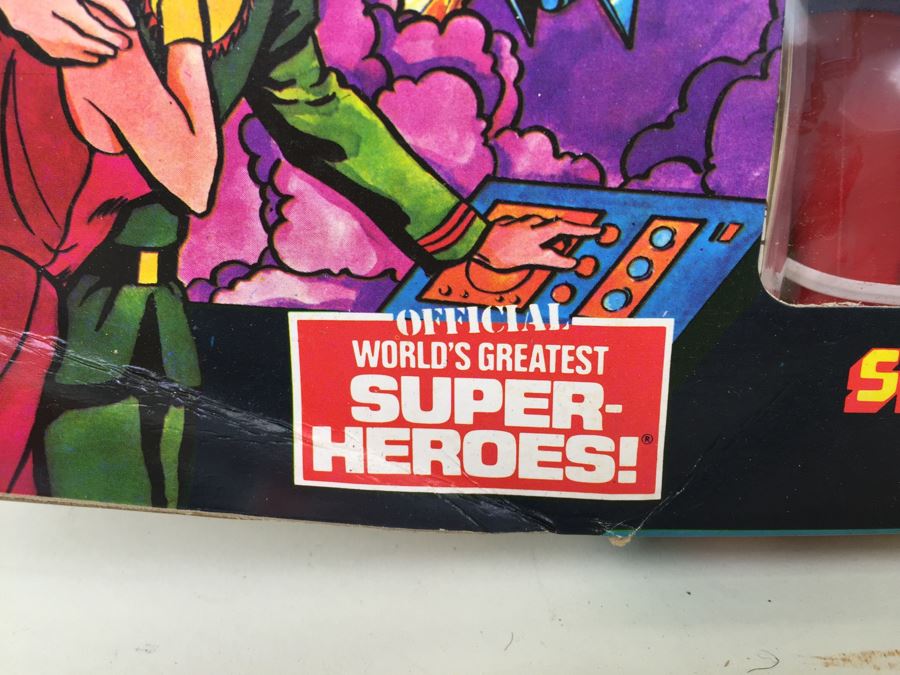 OFFICIAL
WORLD'S GREATEST
SUPER-
HEROES!®
S